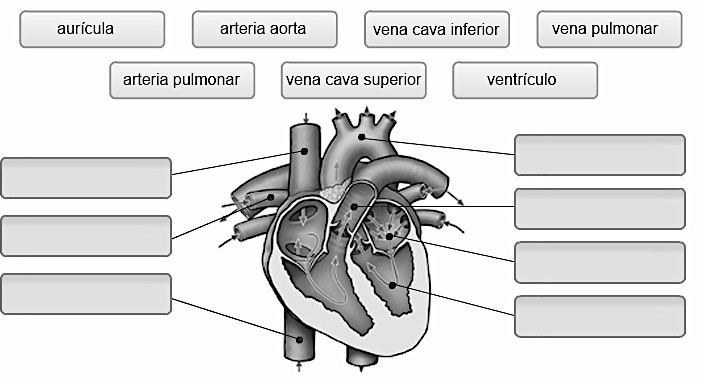 aurícula
arteria aorta
vena cava inferior
vena pulmonar
arteria pulmonar
vena cava superior
ventrículo